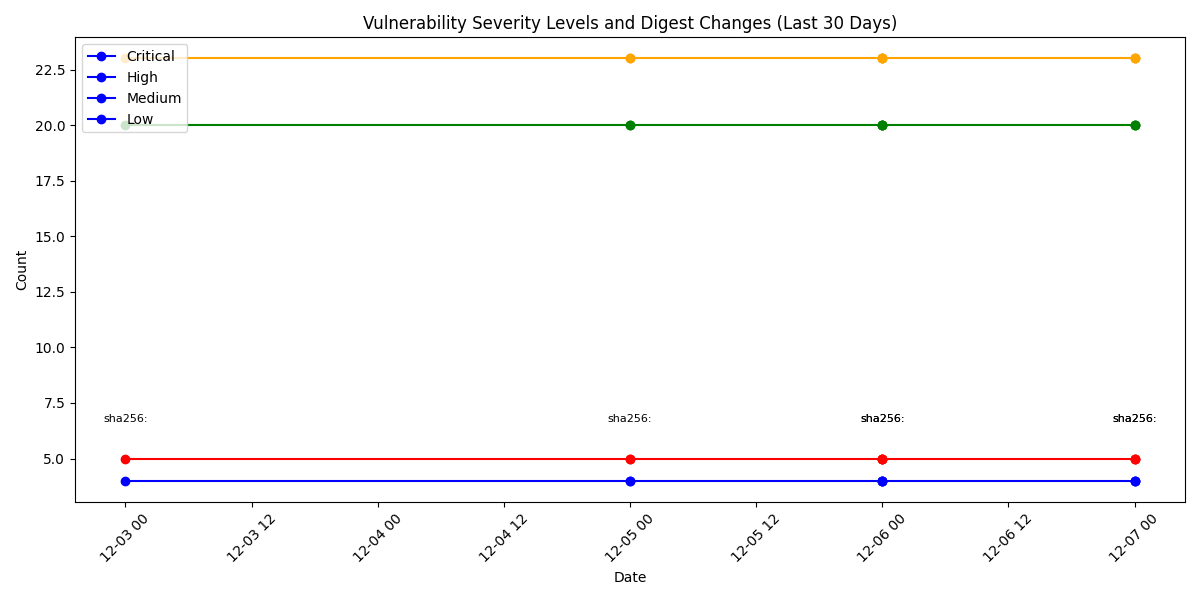 Vulnerability Severity Levels and Digest Changes (Last 30 Days)
Critical
High
Medium
Low
Count
22.5
20.0
17.5
15.0
12.5
10.0
7.5
5.0
sha256:
sha256:
sha256:
sha256:
12-03 00
12-03 12
12-04 00
12-04 12
12-05 00
12-05 12
12-06 00
12-06 12
12-07 00
Date